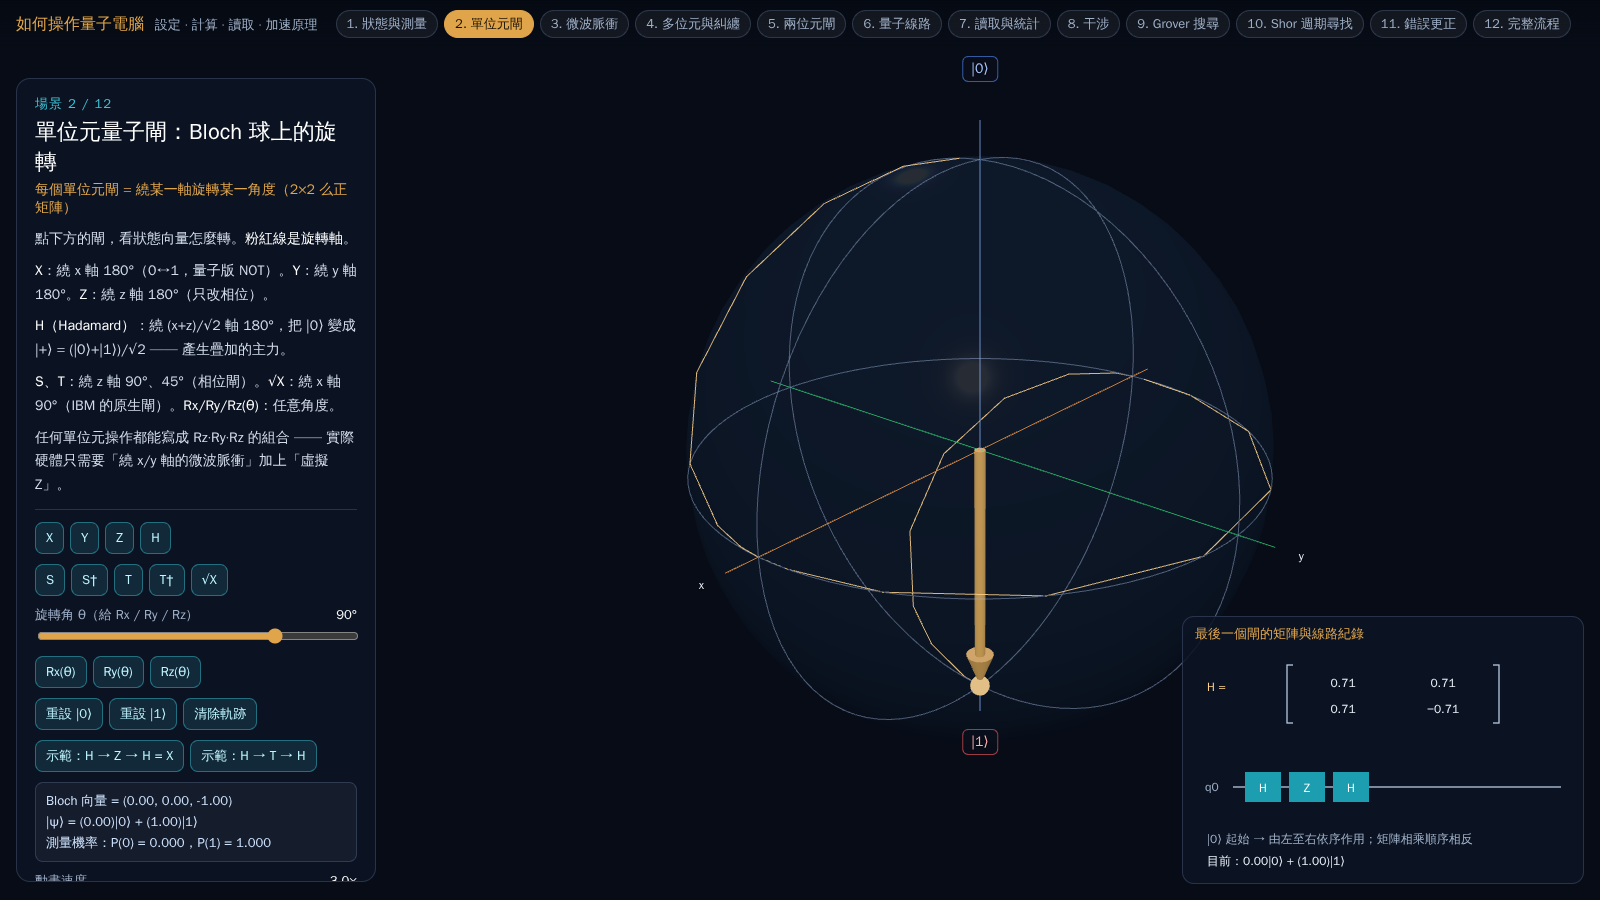 如何操作量子電腦 設定 · 計算 · 讀取 · 加速原理 1. 狀態與測量 2. 單位元閘 3. 微波脈衝 4. 多位元與糾纏 5. 兩位元閘 6. 量子線路 7. 讀取與統計 8. 干涉 9. Grover 搜尋 10. Shor 週期尋找 11. 錯誤更正 12. 完整流程
場景 2 / 12
單位元量子閘：Bloch 球上的旋
轉
每個單位元閘 = 繞某一軸旋轉某一角度（2×2 么正
矩陣）
點下方的閘，看狀態向量怎麼轉。粉紅線是旋轉軸。
X：繞 x 軸 180°（0↔1，量子版 NOT）。Y：繞 y 軸
180°。Z：繞 z 軸 180°（只改相位）。
H（Hadamard）：繞 (x+z)/√2 軸 180°，把 |0⟩ 變成
|+⟩ = (|0⟩+|1⟩)/√2 —— 產生疊加的主力。
S、T：繞 z 軸 90°、45°（相位閘）。√X：繞 x 軸
90°（IBM 的原生閘）。Rx/Ry/Rz(θ)：任意角度。
任何單位元操作都能寫成 Rz·Ry·Rz 的組合 —— 實際
硬體只需要「繞 x/y 軸的微波脈衝」加上「虛擬
Z」。
X Y Z H
S S† T T† √X
旋轉角 θ（給 Rx / Ry / Rz） 90°
Rx(θ) Ry(θ) Rz(θ)
重設 |0⟩ 重設 |1⟩ 清除軌跡
示範：H → Z → H = X 示範：H → T → H
Bloch 向量 = (0.00, 0.00, -1.00)
|ψ⟩ = (0.00)|0⟩ + (1.00)|1⟩
測量機率：P(0) = 0.000，P(1) = 1.000
動畫速度 3.0×
|0⟩
x
y
|1⟩
最後一個閘的矩陣與線路紀錄
H =
0.71 0.71
0.71 −0.71
q0 H Z H
|0⟩ 起始 → 由左至右依序作用；矩陣相乘順序相反
目前：0.00|0⟩ + (1.00)|1⟩